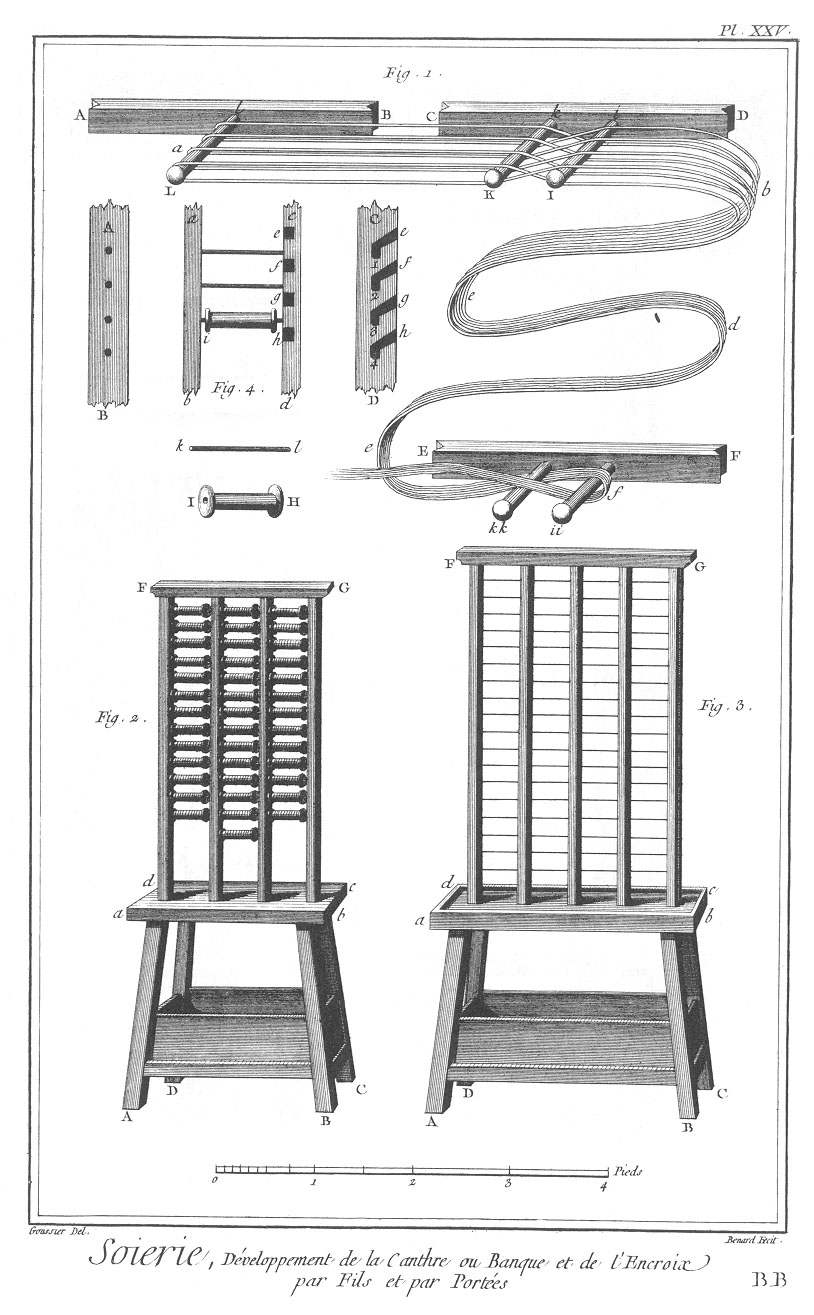 Pl. XXV.
Fig. 1.
A l B C k i D
a
L K I b
A a c C
e e
1
f f
2
g g
3
i h h
4
B b Fig. 4. d D
e d
k l
e E F
I H
f
kk ii
F G F G
Fig. 2. Fig. 3.
d c d c
a b a b
D C D C
A B A B
0 1 2 3 4 Pieds
Goussier Del. Benard Fecit.
Soierie, Développement de la Canthre ou Banque et de l'Encroix
par Fils et par Portées
BB